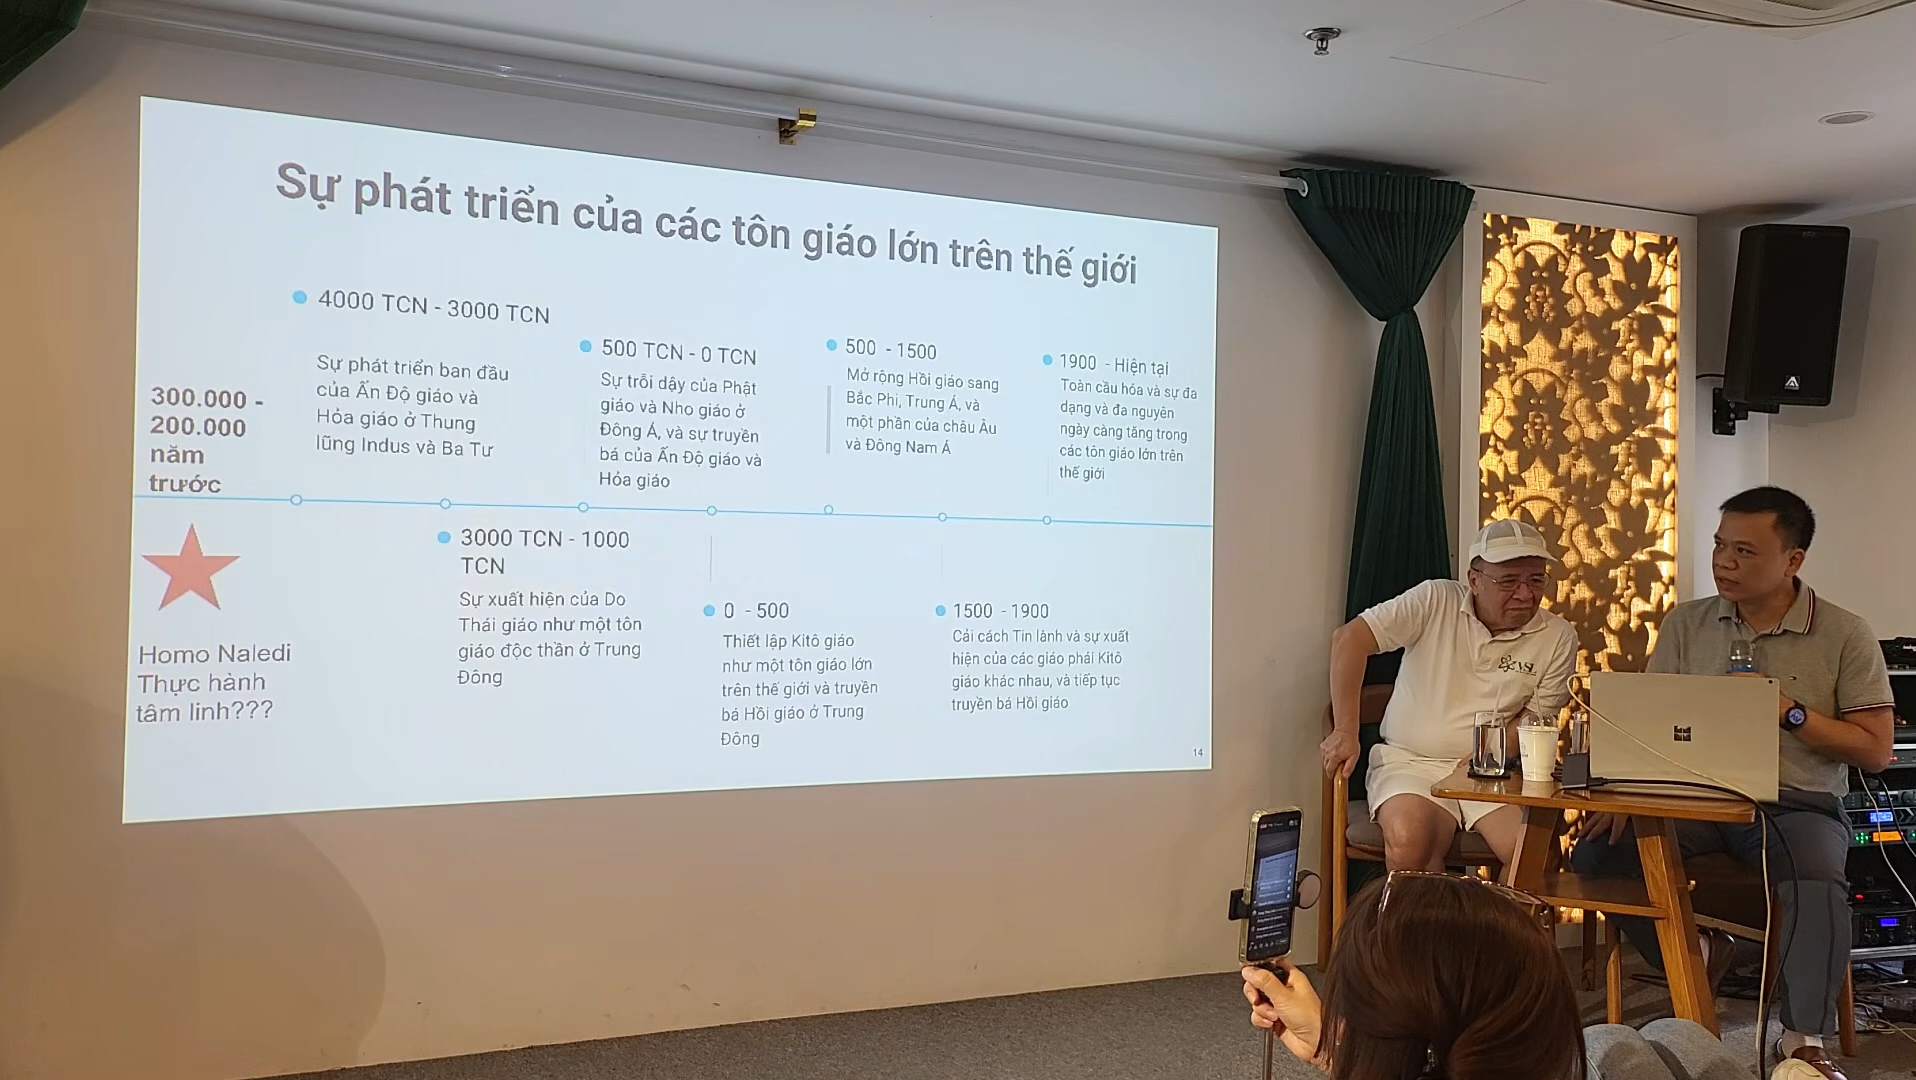 Sự phát triển của các tôn giáo lớn trên thế giới
300.000 -
200.000
năm
trước
Homo Naledi
Thực hành
tâm linh???
4000 TCN - 3000 TCN
Sự phát triển ban đầu
của Ấn Độ giáo và
Hỏa giáo ở Thung
lũng Indus và Ba Tư
3000 TCN - 1000
TCN
Sự xuất hiện của Do
Thái giáo như một tôn
giáo độc thần ở Trung
Đông
500 TCN - 0 TCN
Sự trỗi dậy của Phật
giáo và Nho giáo ở
Đông Á, và sự truyền
bá của Ấn Độ giáo và
Hỏa giáo
0 - 500
Thiết lập Kitô giáo
như một tôn giáo lớn
trên thế giới và truyền
bá Hồi giáo ở Trung
Đông
500 - 1500
Mở rộng Hồi giáo sang
Bắc Phi, Trung Á, và
một phần của châu Âu
và Đông Nam Á
1500 - 1900
Cải cách Tin lành và sự xuất
hiện của các giáo phái Kitô
giáo khác nhau, và tiếp tục
truyền bá Hồi giáo
1900 - Hiện tại
Toàn cầu hóa và sự đa
dạng và đa nguyên
ngày càng tăng trong
các tôn giáo lớn trên
thế giới
14
VSL